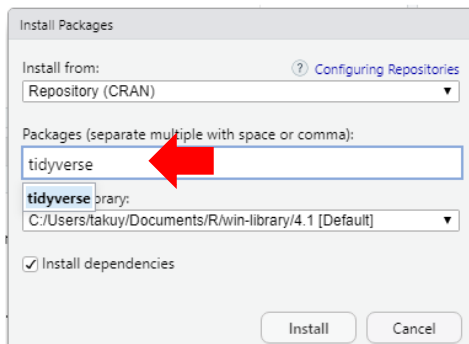 Install Packages
Install from:
? Configuring Repositories
Repository (CRAN)
Packages (separate multiple with space or comma):
tidyverse
tidyverse brary:
C:/Users/takuy/Documents/R/win-library/4.1 [Default]
Install dependencies
Install
Cancel